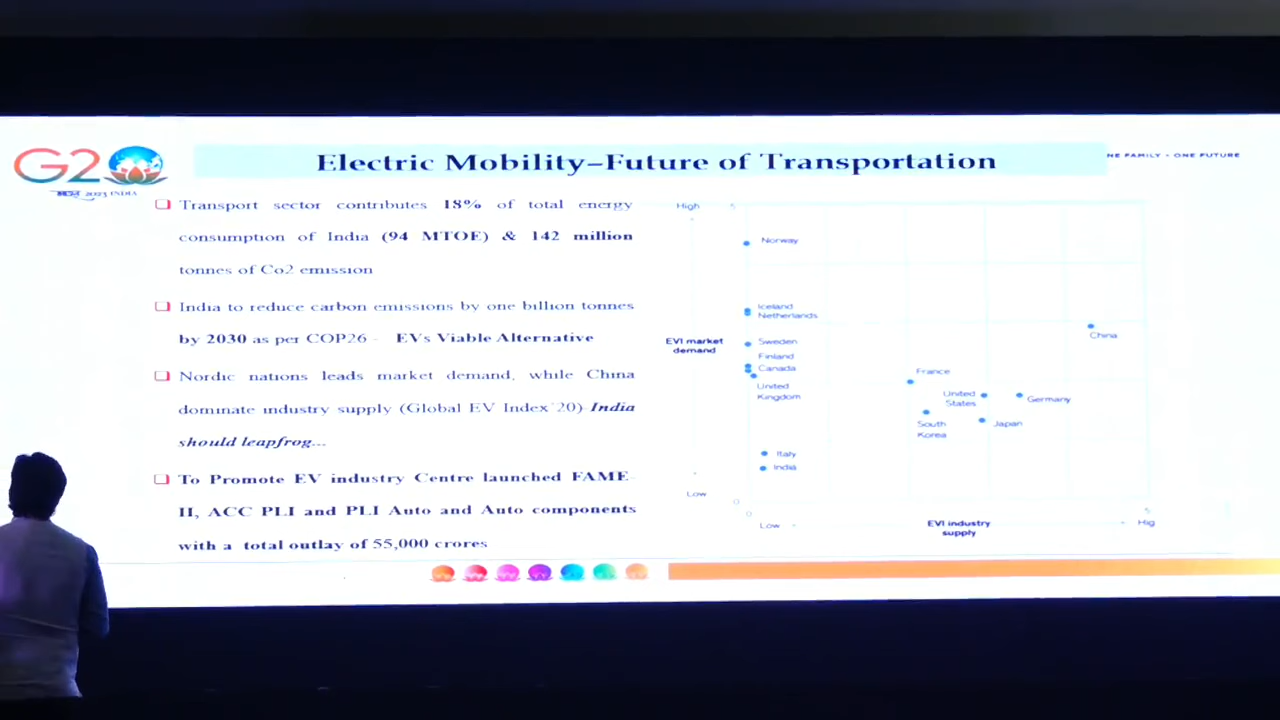 G20
2023 INDIA
Electric Mobility–Future of Transportation
NE FAMILY • ONE FUTURE
Transport sector contributes 18% of total energy
consumption of India (94 MTOE) & 142 million
tonnes of Co2 emission
India to reduce carbon emissions by one billion tonnes
by 2030 as per COP26 - EVs Viable Alternative
Nordic nations leads market demand, while China
dominate industry supply (Global EV Index'20)-India
should leapfrog...
To Promote EV industry Centre launched FAME-
II, ACC PLI and PLI Auto and Auto components
with a total outlay of 55,000 crores
High
5
Norway
Iceland
Netherlands
EVI market
demand
Sweden
Finland
Canada
United
Kingdom
China
France
United
States
Germany
South
Korea
Japan
Italy
India
Low
0
0
5
Low
EVI industry
supply
Hig